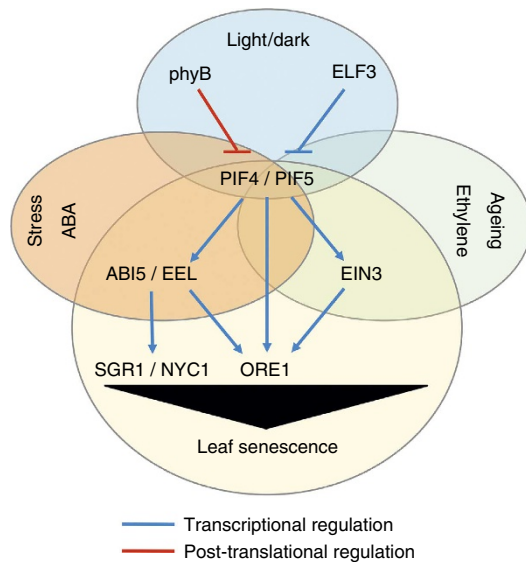 Light/dark
phyB
ELF3
PIF4 / PIF5
Stress
ABA
Ageing
Ethylene
ABI5 / EEL
EIN3
SGR1 / NYC1
ORE1
Leaf senescence
Transcriptional regulation
Post-translational regulation